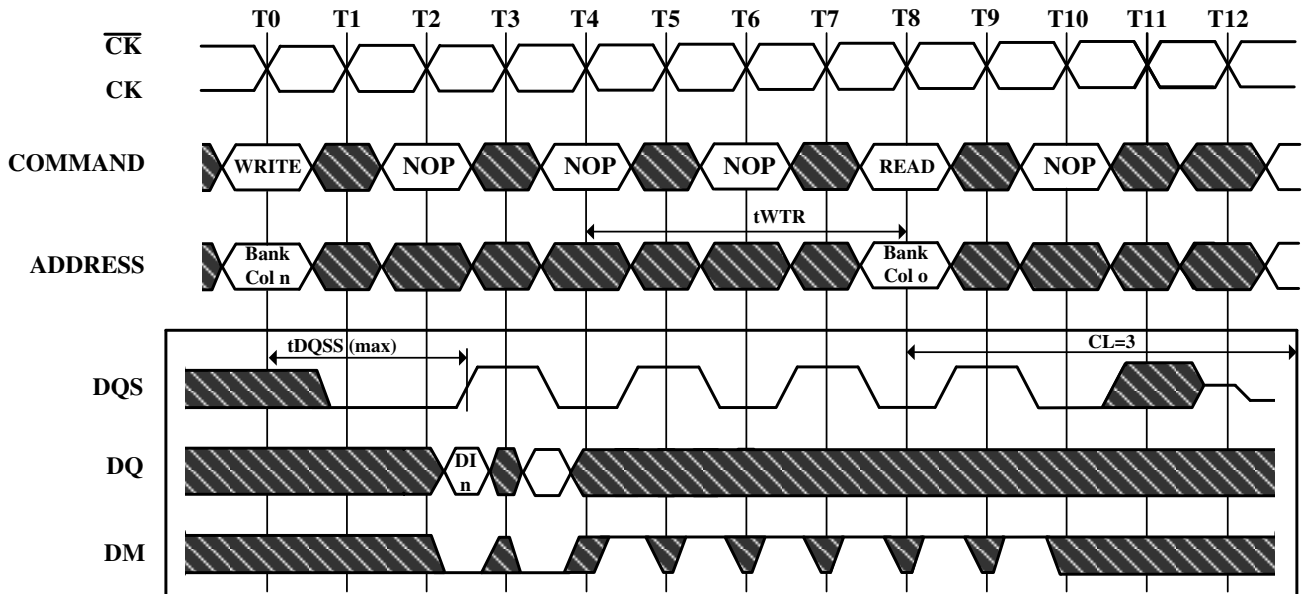 T0 T1 T2 T3 T4 T5 T6 T7 T8 T9 T10 T11 T12
CK
CK
COMMAND WRITE NOP NOP NOP READ NOP
tWTR
ADDRESS Bank Col n Bank Col o
tDQSS (max) CL=3
DQS
DQ DI n
DM